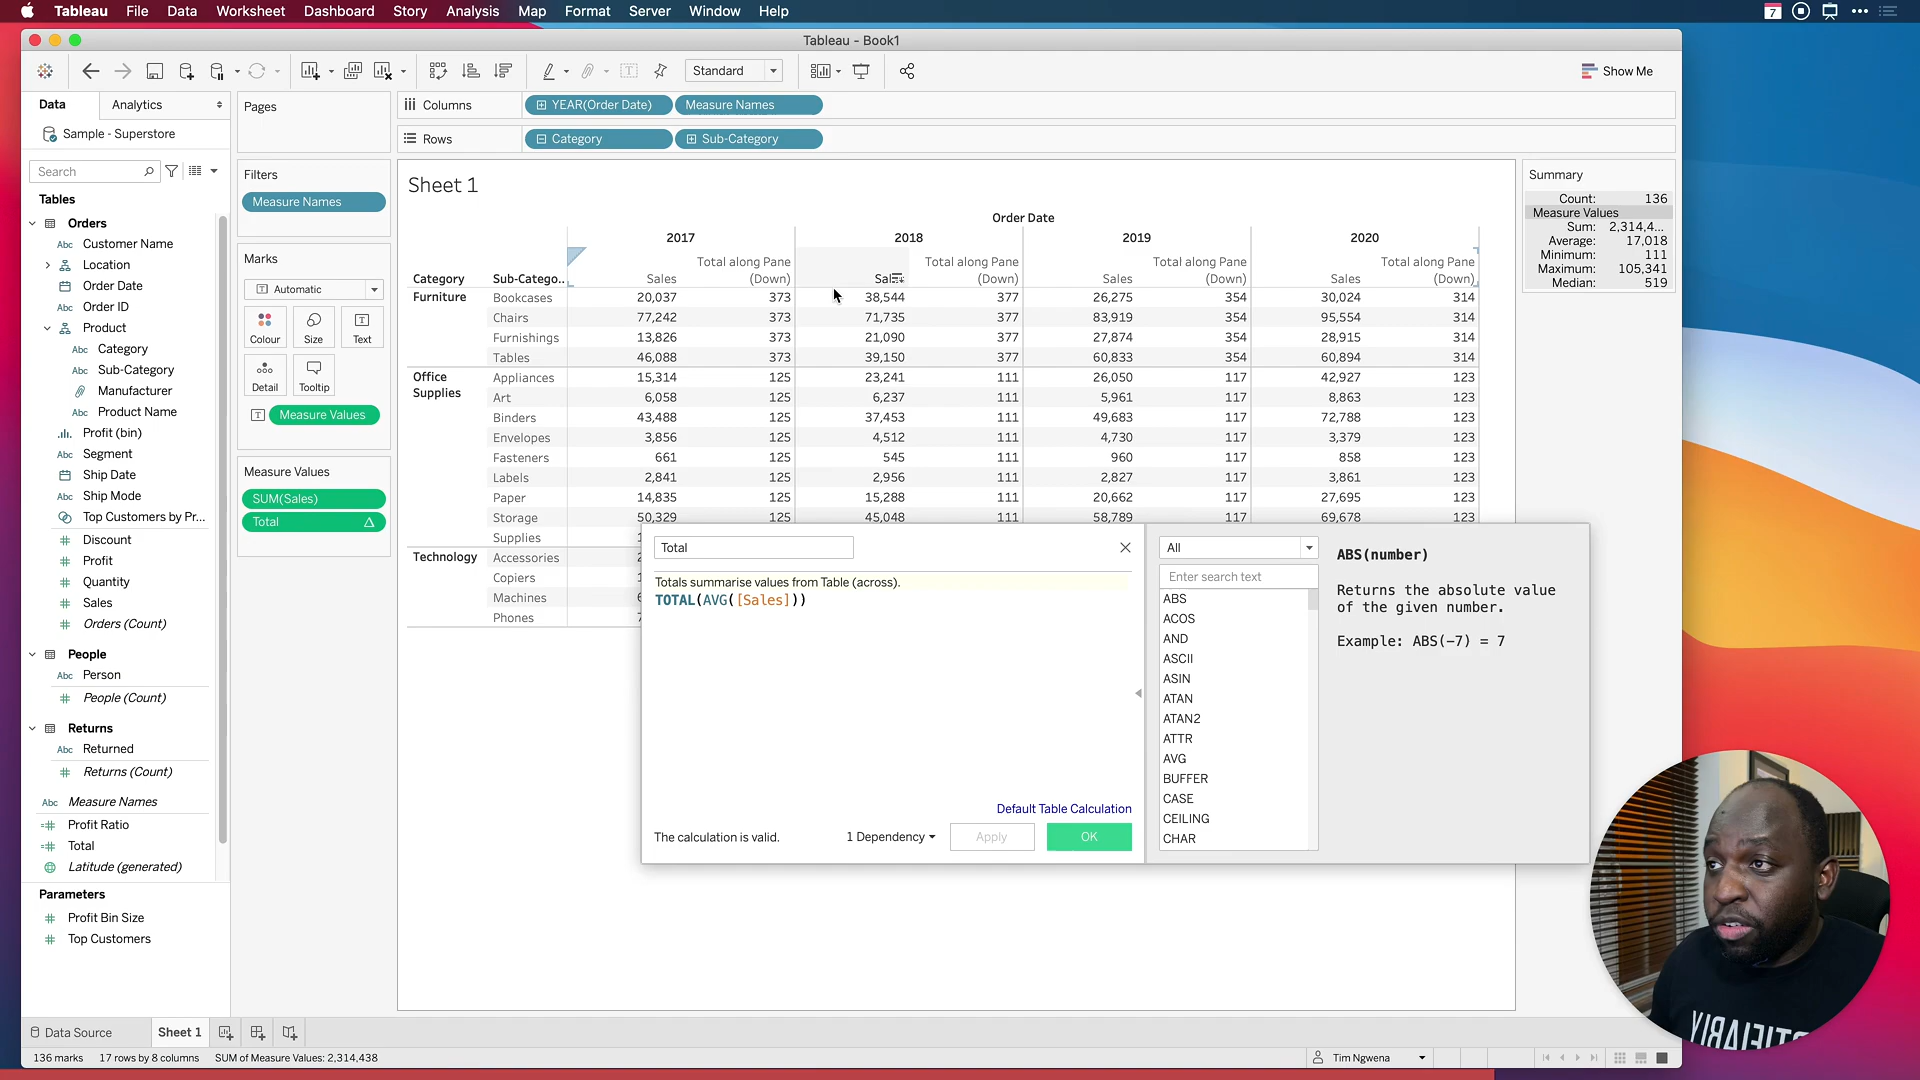 Tableau File Data Worksheet Dashboard Story Analysis Map Format Server Window Help
7
Tableau - Book1
Standard
Show Me
Data
Analytics
Sample - Superstore
Search
Tables
Orders
Abc Customer Name
Location
Order Date
Abc Order ID
Product
Abc Category
Abc Sub-Category
Manufacturer
Abc Product Name
Profit (bin)
Abc Segment
Ship Date
Abc Ship Mode
Top Customers by Pr...
# Discount
# Profit
# Quantity
# Sales
# Orders (Count)
People
Abc Person
# People (Count)
Returns
Abc Returned
# Returns (Count)
Abc Measure Names
=# Profit Ratio
=# Total
Latitude (generated)
Parameters
# Profit Bin Size
# Top Customers
Pages
Filters
Measure Names
Marks
Automatic
Colour Size Text
Detail Tooltip
Measure Values
Measure Values
SUM(Sales)
Total
Columns YEAR(Order Date) Measure Names
Rows Category Sub-Category
Sheet 1
Order Date
2017 2018 2019 2020
Total along Pane Total along Pane Total along Pane Total along Pane
Category Sub-Catego.. Sales (Down) Sales (Down) Sales (Down) Sales (Down)
Furniture Bookcases 20,037 373 38,544 377 26,275 354 30,024 314
Chairs 77,242 373 71,735 377 83,919 354 95,554 314
Furnishings 13,826 373 21,090 377 27,874 354 28,915 314
Tables 46,088 373 39,150 377 60,833 354 60,894 314
Office Appliances 15,314 125 23,241 111 26,050 117 42,927 123
Supplies Art 6,058 125 6,237 111 5,961 117 8,863 123
Binders 43,488 125 37,453 111 49,683 117 72,788 123
Envelopes 3,856 125 4,512 111 4,730 117 3,379 123
Fasteners 661 125 545 111 960 117 858 123
Labels 2,841 125 2,956 111 2,827 117 3,861 123
Paper 14,835 125 15,288 111 20,662 117 27,695 123
Storage 50,329 125 45,048 111 58,789 117 69,678 123
Supplies
Technology Accessories
Copiers
Machines
Phones
Summary
Count: 136
Measure Values
Sum: 2,314,4...
Average: 17,018
Minimum: 111
Maximum: 105,341
Median: 519
Total
Totals summarise values from Table (across).
TOTAL(AVG([Sales]))
Default Table Calculation
The calculation is valid.
1 Dependency
Apply
OK
All
Enter search text
ABS
ACOS
AND
ASCII
ASIN
ATAN
ATAN2
ATTR
AVG
BUFFER
CASE
CEILING
CHAR
ABS(number)
Returns the absolute value
of the given number.
Example: ABS(-7) = 7
Data Source
Sheet 1
136 marks 17 rows by 8 columns SUM of Measure Values: 2,314,438
Tim Ngwena